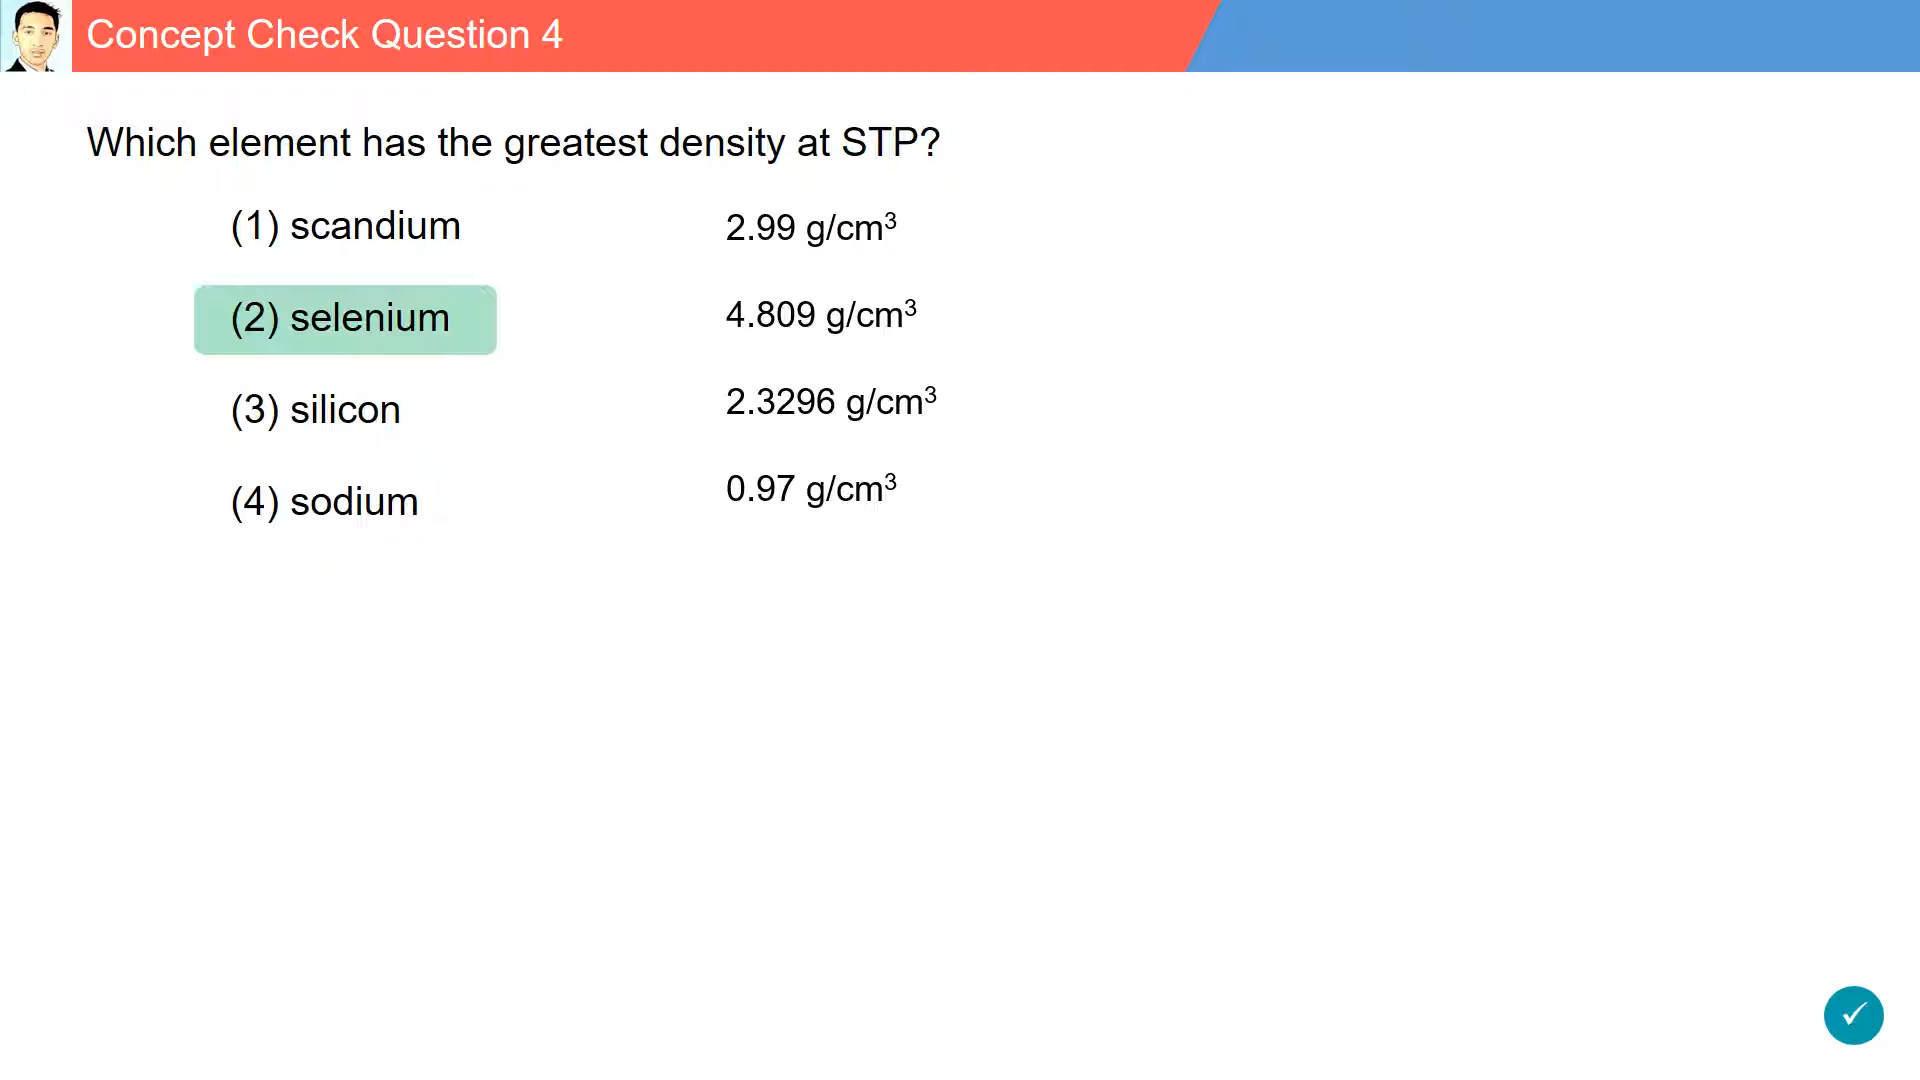 Concept Check Question 4
Which element has the greatest density at STP?
(1) scandium 2.99 g/cm³
(2) selenium 4.809 g/cm³
(3) silicon 2.3296 g/cm³
(4) sodium 0.97 g/cm³